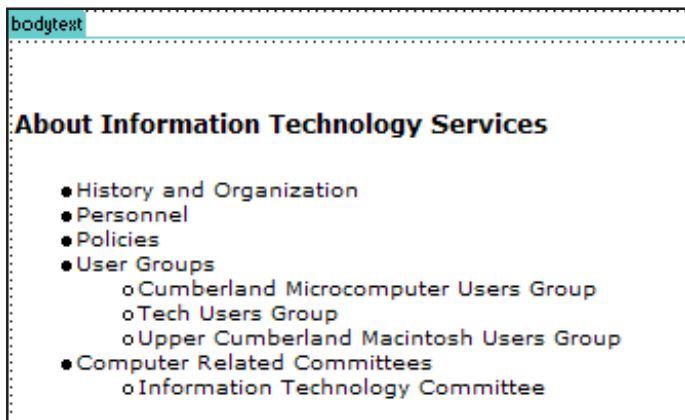 bodytext
About Information Technology Services
● History and Organization
● Personnel
● Policies
● User Groups
o Cumberland Microcomputer Users Group
o Tech Users Group
o Upper Cumberland Macintosh Users Group
● Computer Related Committees
o Information Technology Committee